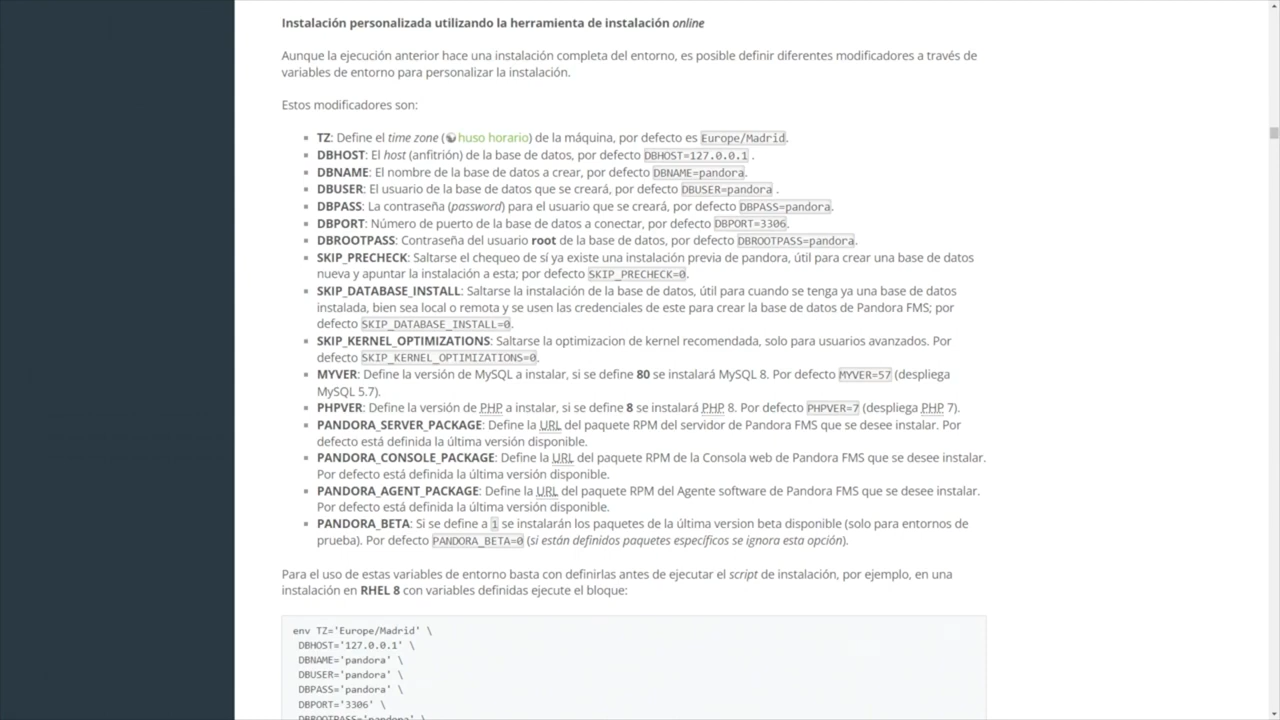 Instalación personalizada utilizando la herramienta de instalación online
Aunque la ejecución anterior hace una instalación completa del entorno, es posible definir diferentes modificadores a través de
variables de entorno para personalizar la instalación.
Estos modificadores son:
TZ: Define el time zone (huso horario) de la máquina, por defecto es Europe/Madrid.
DBHOST: El host (anfitrión) de la base de datos, por defecto DBHOST=127.0.0.1 .
DBNAME: El nombre de la base de datos a crear, por defecto DBNAME=pandora.
DBUSER: El usuario de la base de datos que se creará, por defecto DBUSER=pandora .
DBPASS: La contraseña (password) para el usuario que se creará, por defecto DBPASS=pandora.
DBPORT: Número de puerto de la base de datos a conectar, por defecto DBPORT=3306.
DBROOTPASS: Contraseña del usuario root de la base de datos, por defecto DBROOTPASS=pandora.
SKIP_PRECHECK: Saltarse el chequeo de sí ya existe una instalación previa de pandora, útil para crear una base de datos
nueva y apuntar la instalación a esta; por defecto SKIP_PRECHECK=0.
SKIP_DATABASE_INSTALL: Saltarse la instalación de la base de datos, útil para cuando se tenga ya una base de datos
instalada, bien sea local o remota y se usen las credenciales de este para crear la base de datos de Pandora FMS; por
defecto SKIP_DATABASE_INSTALL=0.
SKIP_KERNEL_OPTIMIZATIONS: Saltarse la optimizacion de kernel recomendada, solo para usuarios avanzados. Por
defecto SKIP_KERNEL_OPTIMIZATIONS=0.
MYVER: Define la versión de MySQL a instalar, si se define 80 se instalará MySQL 8. Por defecto MYVER=57 (despliega
MySQL 5.7).
PHPVER: Define la versión de PHP a instalar, si se define 8 se instalará PHP 8. Por defecto PHPVER=7 (despliega PHP 7).
PANDORA_SERVER_PACKAGE: Define la URL del paquete RPM del servidor de Pandora FMS que se desee instalar. Por
defecto está definida la última versión disponible.
PANDORA_CONSOLE_PACKAGE: Define la URL del paquete RPM de la Consola web de Pandora FMS que se desee instalar.
Por defecto está definida la última versión disponible.
PANDORA_AGENT_PACKAGE: Define la URL del paquete RPM del Agente software de Pandora FMS que se desee instalar.
Por defecto está definida la última versión disponible.
PANDORA_BETA: Si se define a 1 se instalarán los paquetes de la última version beta disponible (solo para entornos de
prueba). Por defecto PANDORA_BETA=0 (si están definidos paquetes específicos se ignora esta opción).
Para el uso de estas variables de entorno basta con definirlas antes de ejecutar el script de instalación, por ejemplo, en una
instalación en RHEL 8 con variables definidas ejecute el bloque:
env TZ='Europe/Madrid' \
DBHOST='127.0.0.1' \
DBNAME='pandora' \
DBUSER='pandora' \
DBPASS='pandora' \
DBPORT='3306' \
DBROOTPASS='pandora' \